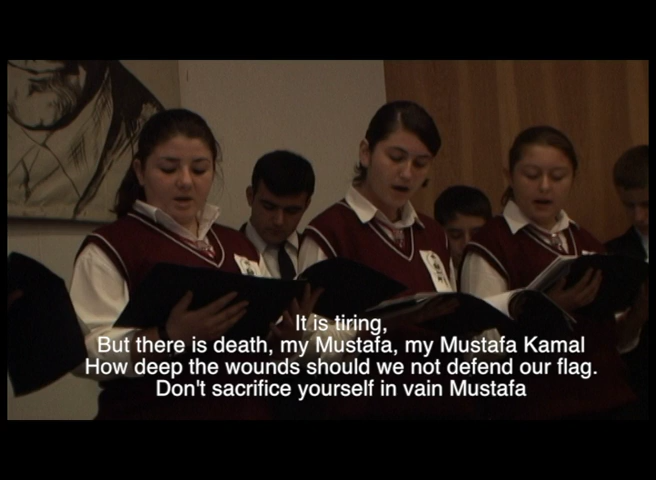 It is tiring,
But there is death, my Mustafa, my Mustafa Kamal
How deep the wounds should we not defend our flag.
Don't sacrifice yourself in vain Mustafa